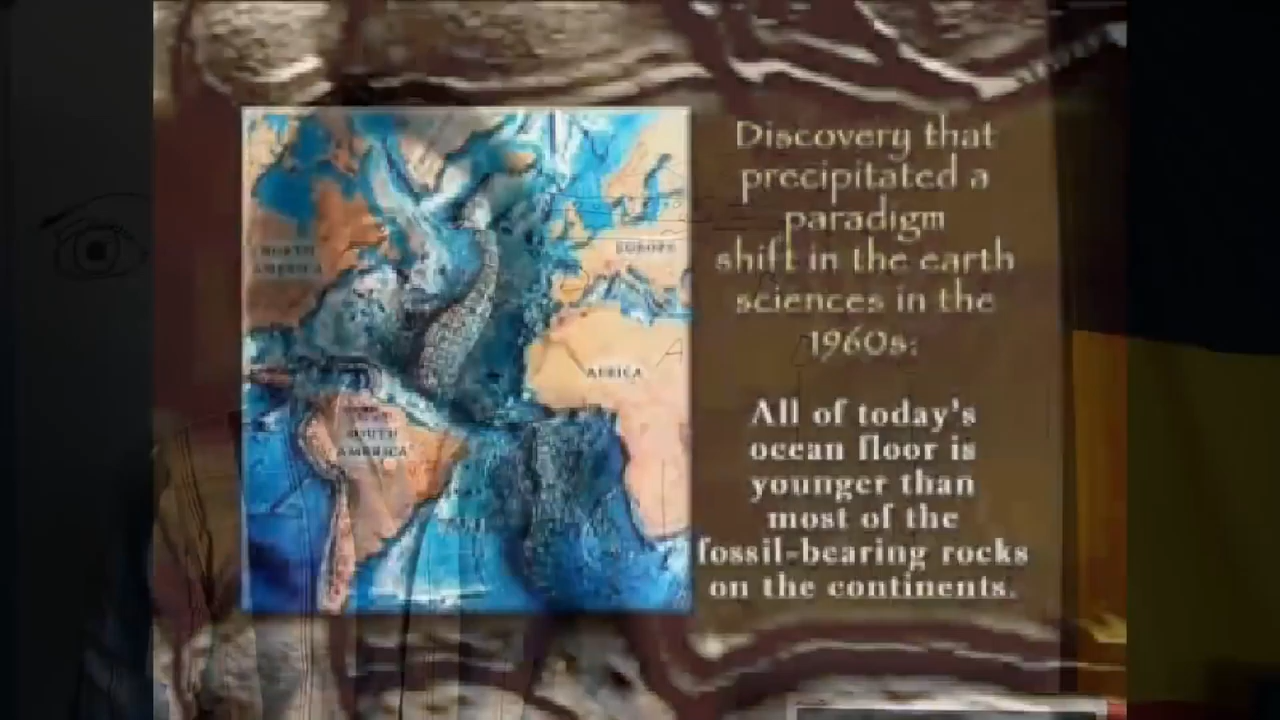 Discovery that
precipitated a
paradigm
shift in the earth
sciences in the
1960s:
All of today's
ocean floor is
younger than
most of the
fossil-bearing rocks
on the continents.
NORTH
AMERICA
EUROPE
AFRICA
SOUTH
AMERICA